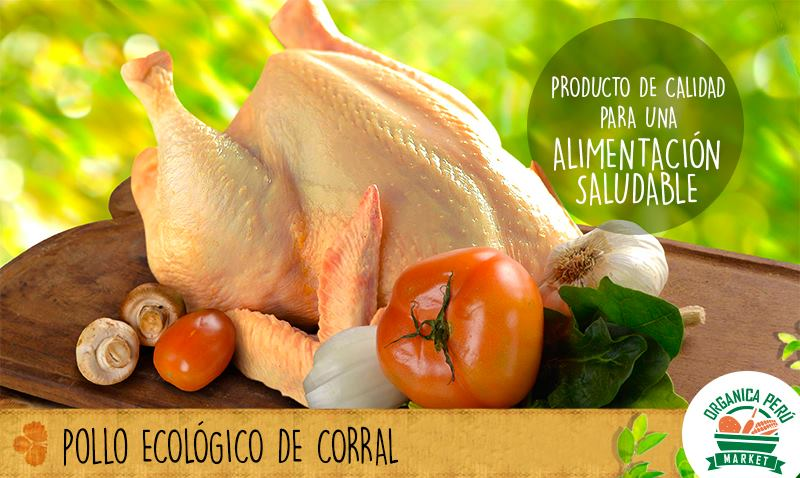 PRODUCTO DE CALIDAD
PARA UNA
ALIMENTACIÓN
SALUDABLE
POLLO ECOLÓGICO DE CORRAL
ORGANICA PERÚ
MARKET